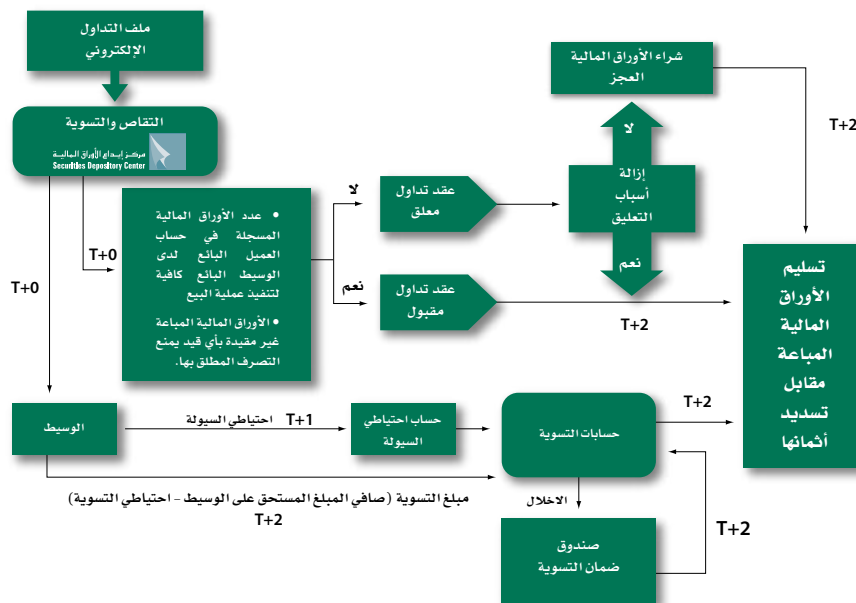 ملف التداول
الإلكتروني
التقاص والتسوية
مركز إيداع الأوراق المالية
Securities Depository Center
T+0
T+0
• عدد الأوراق المالية
المسجلة في حساب
العميل البائع لدى
الوسيط البائع كافية
لتنفيذ عملية البيع
• الأوراق المالية المباعة
غير مقيدة بأي قيد يمنع
التصرف المطلق بها.
لا
نعم
عقد تداول
معلق
عقد تداول
مقبول
شراء الأوراق المالية
العجز
لا
إزالة
أسباب
التعليق
نعم
T+2
T+2
تسليم
الأوراق
المالية
المباعة
مقابل
تسديد
أثمانها
الوسيط
احتياطي السيولة T+1
حساب احتياطي
السيولة
حسابات التسوية
T+2
مبلغ التسوية (صافي المبلغ المستحق على الوسيط - احتياطي التسوية)
T+2
الاخلال
صندوق
ضمان التسوية
T+2